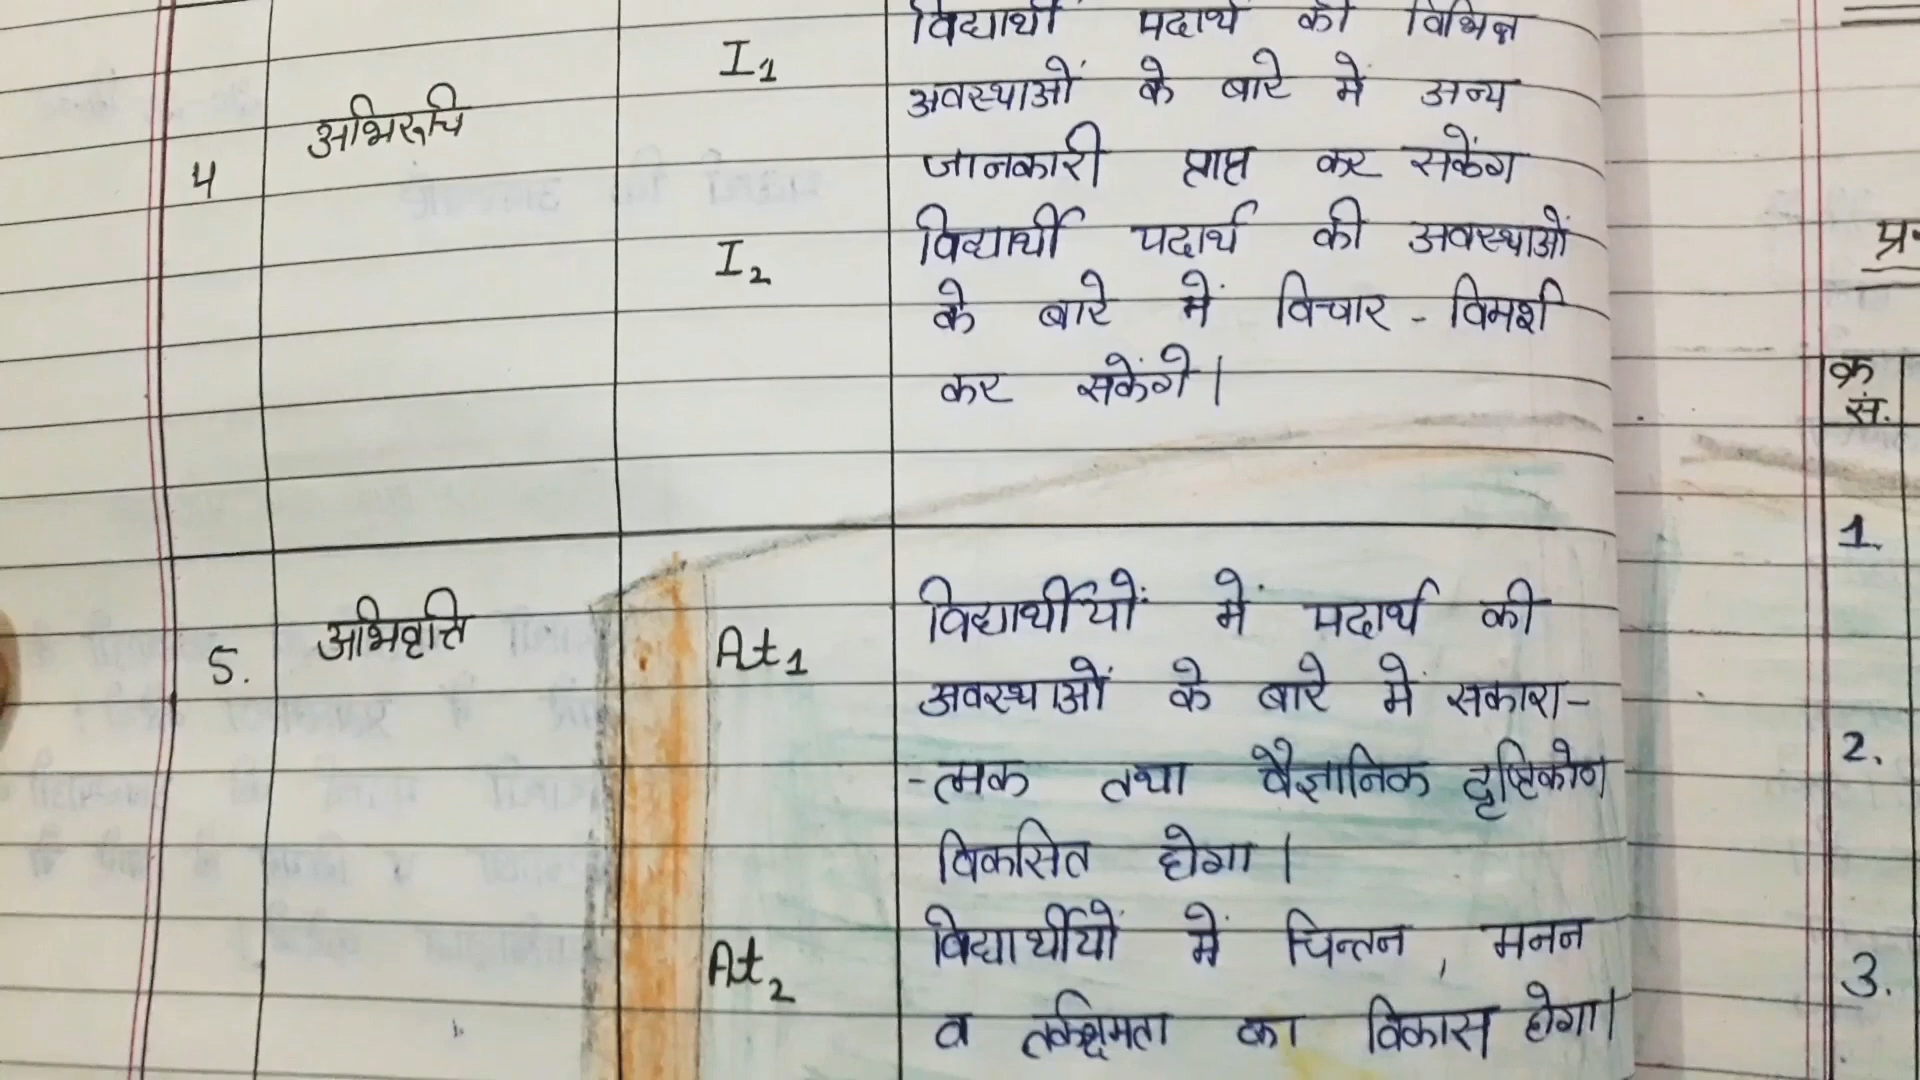 विद्यार्थी पदार्थ की विभिन्न
I1
अवस्थाओं के बारे में अन्य
4 अभिरूचि
जानकारी प्राप्त कर सकेंग
I2 विद्यार्थी पदार्थ की अवस्थाओं
के बारे में विचार - विमर्श
कर सकेंगे।
5. अभिवृत्ति At1 विद्यार्थीयों में पदार्थ की
अवस्थाओं के बारे में सकारा-
-त्मक तथा वैज्ञानिक दृष्टिकोण
विकसित होगा।
At2 विद्यार्थीयों में चिन्तन, मनन
व तर्कक्षमता का विकास होगा।
प्र
क्र
सं.
1.
2.
3.